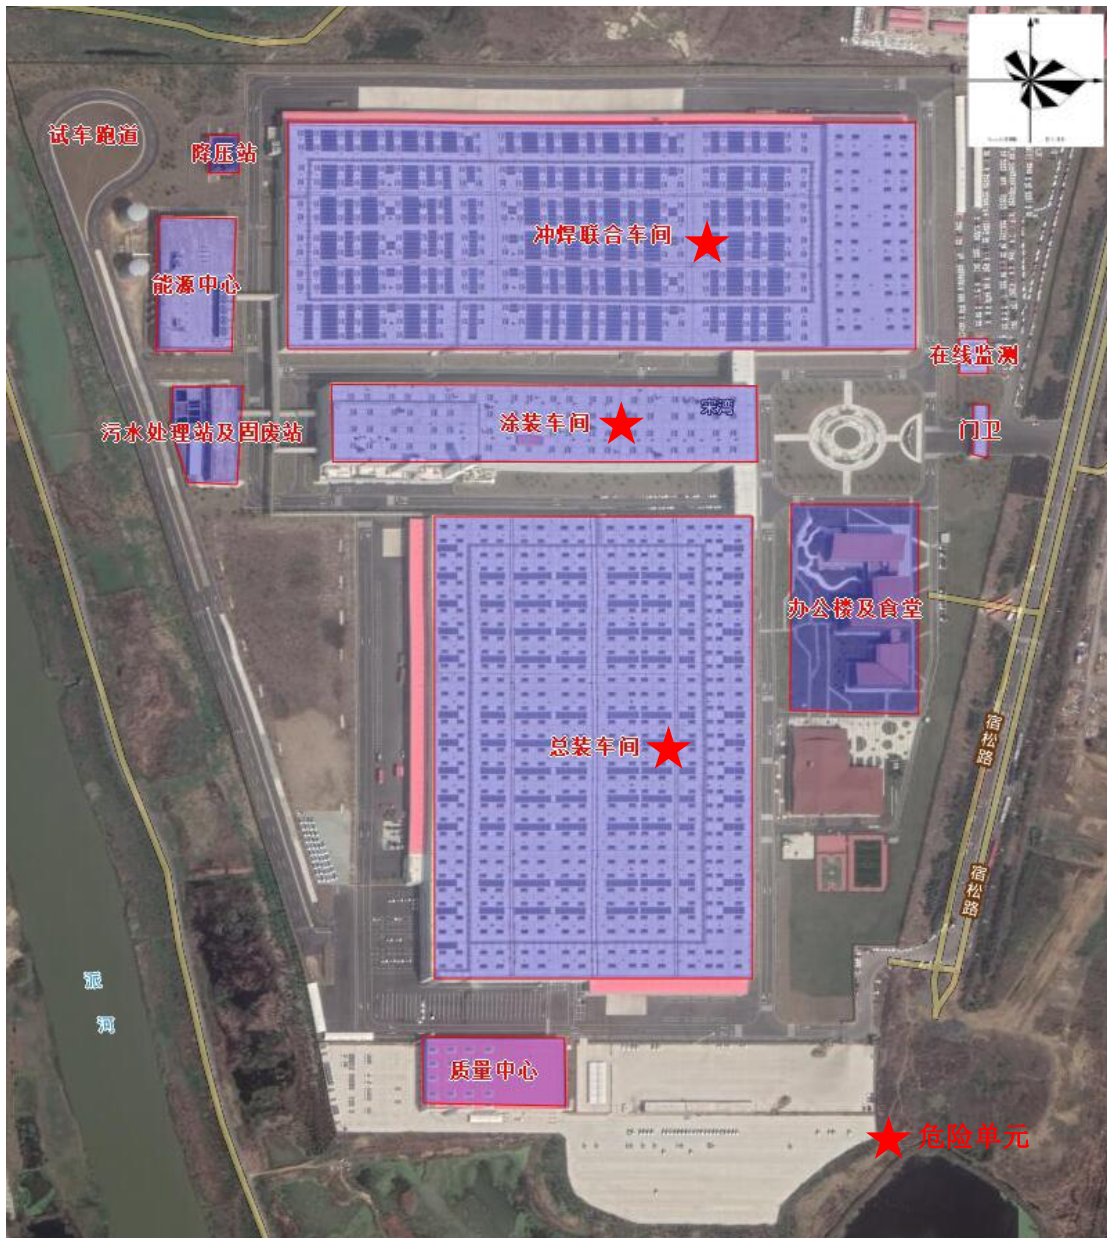 北
试车跑道
降压站
冲焊联合车间
能源中心
在线监测
宋湾
涂装车间
门卫
污水处理站及固废站
办公楼及食堂
宿松路
总装车间
宿松路
派河
质量中心
危险单元